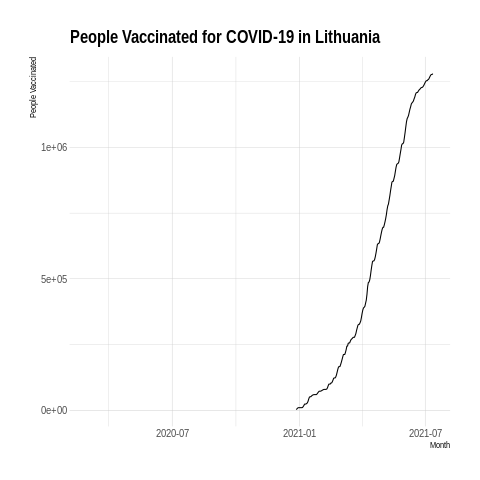 People Vaccinated for COVID-19 in Lithuania
People Vaccinated
1e+06
5e+05
0e+00
2020-07
2021-01
2021-07
Month